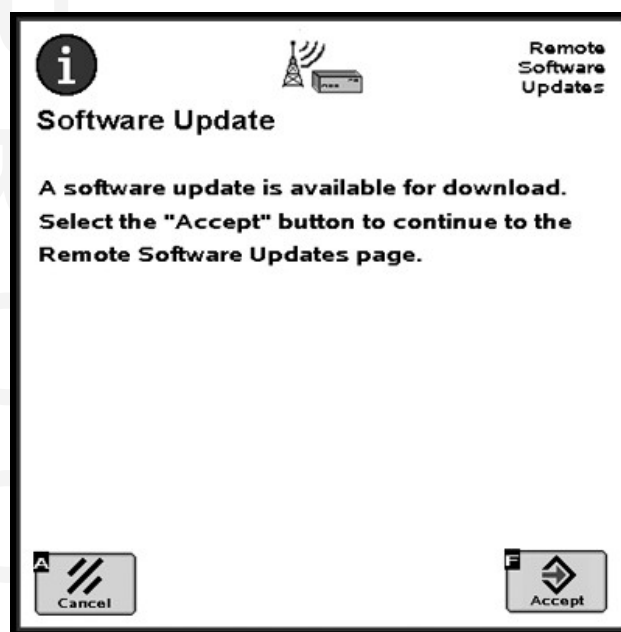 Remote
Software
Updates
Software Update
A software update is available for download.
Select the "Accept" button to continue to the
Remote Software Updates page.
A
Cancel
F
Accept